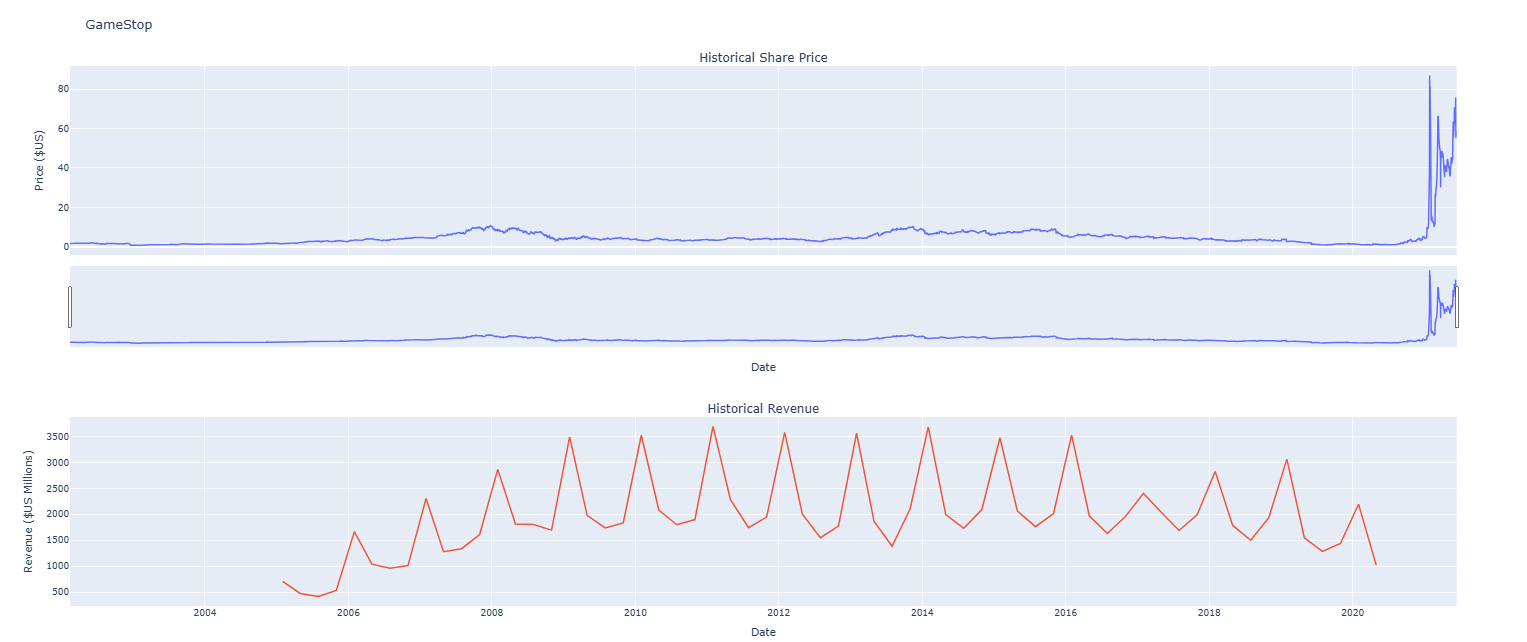 GameStop
Historical Share Price
Price ($US)
80
60
40
20
0
Date
Historical Revenue
Revenue ($US Millions)
3500
3000
2500
2000
1500
1000
500
2004 2006 2008 2010 2012 2014 2016 2018 2020
Date